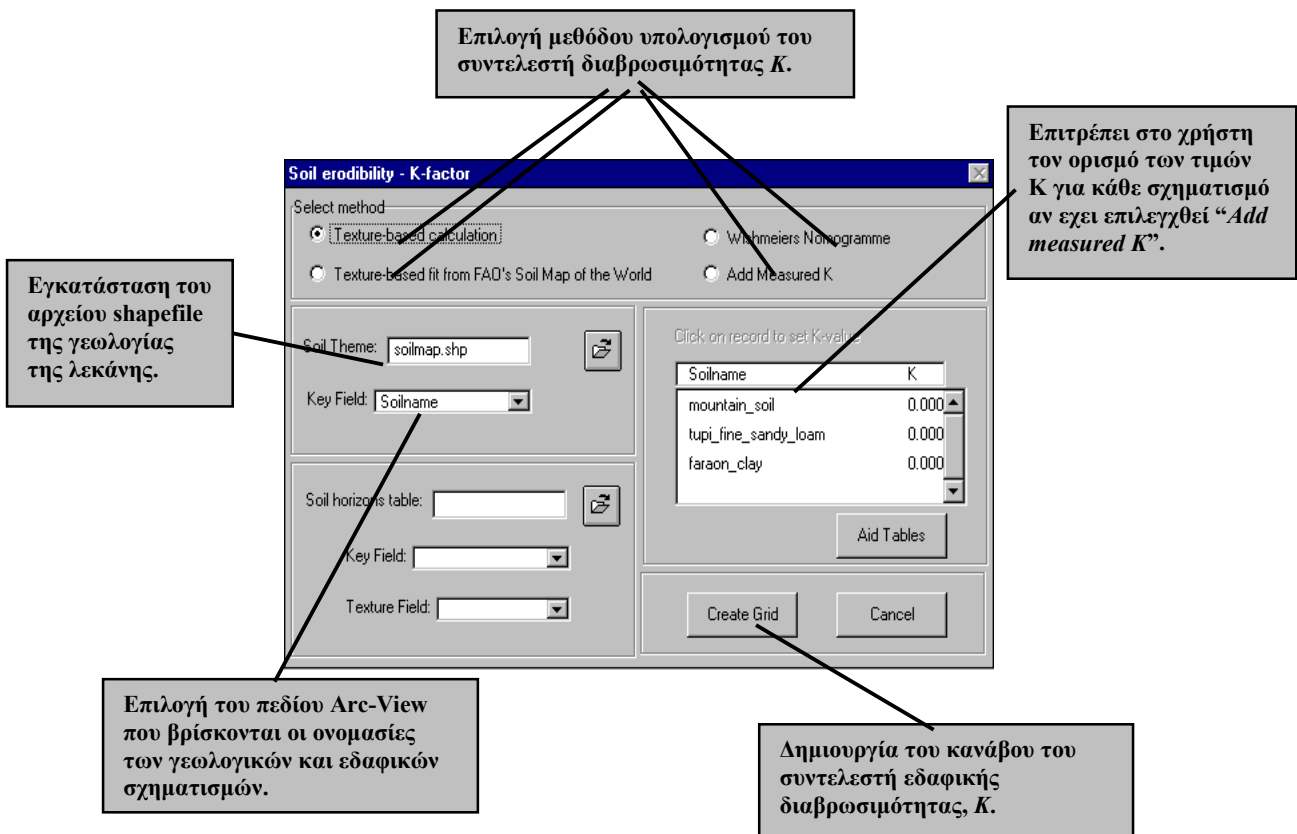 Επιλογή μεθόδου υπολογισμού του
συντελεστή διαβρωσιμότητας K.
Επιτρέπει στο χρήστη
τον ορισμό των τιμών
Κ για κάθε σχηματισμό
αν εχει επιλεγχθεί “Add
measured K”.
Soil erodibility - K-factor
Select method
Texture-based calculation
Wishmeiers Nomogramme
Texture-based fit from FAO's Soil Map of the World
Add Measured K
Εγκατάσταση του
αρχείου shapefile
της γεωλογίας
της λεκάνης.
Soil Theme: soilmap.shp
Key Field: Soilname
Click on record to set K-value
Soilname K
mountain_soil 0.000
tupi_fine_sandy_loam 0.000
faraon_clay 0.000
Aid Tables
Soil horizons table:
Key Field:
Texture Field:
Create Grid
Cancel
Επιλογή του πεδίου Arc-View
που βρίσκονται οι ονομασίες
των γεωλογικών και εδαφικών
σχηματισμών.
Δημιουργία του κανάβου του
συντελεστή εδαφικής
διαβρωσιμότητας, K.